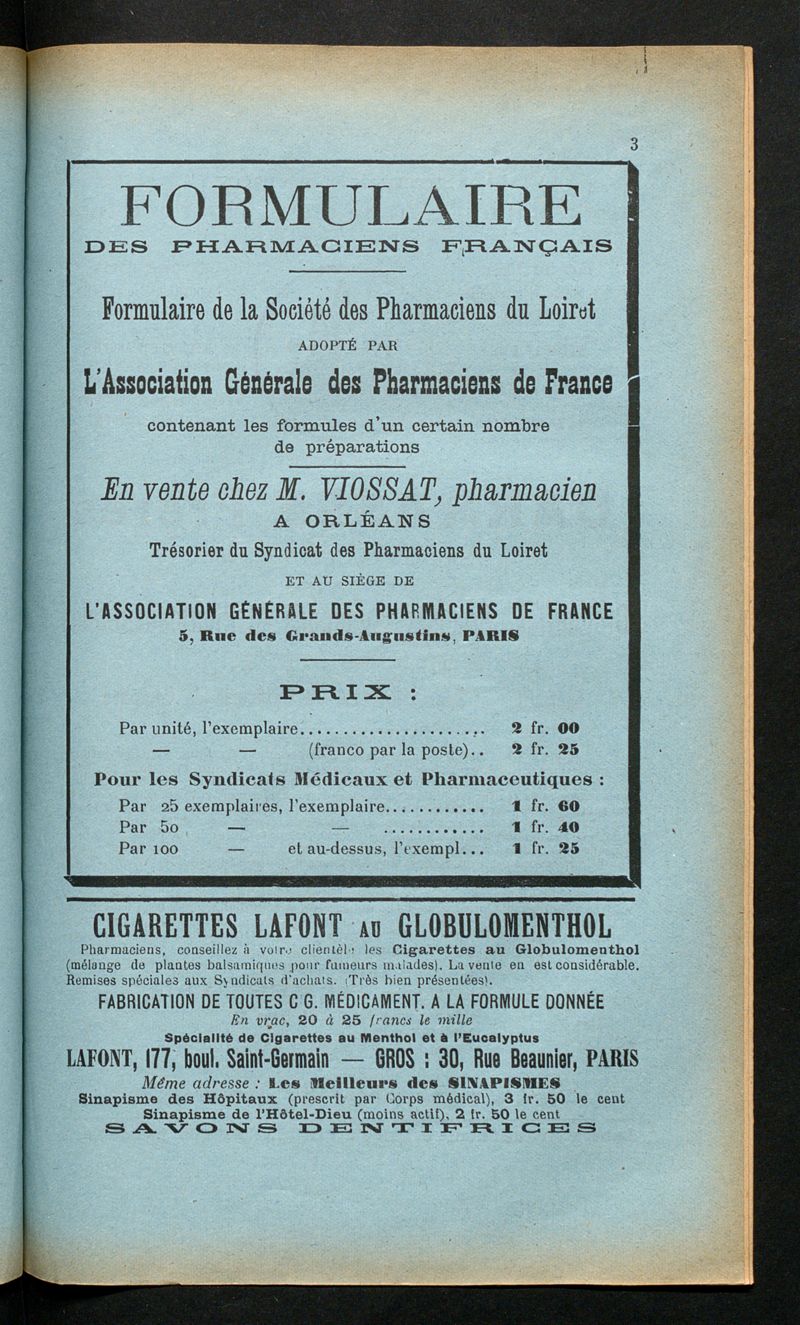 3
FORMULAIRE
DES PHARMACIENS FRANÇAIS
Formulaire de la Société des Pharmaciens du Loiret
ADOPTÉ PAR
L'Association Générale des Pharmaciens de France
contenant les formules d'un certain nombre
de préparations
En vente chez M. VIOSSAT, pharmacien
A ORLÉANS
Trésorier du Syndicat des Pharmaciens du Loiret
ET AU SIÈGE DE
L'ASSOCIATION GÉNÉRALE DES PHARMACIENS DE FRANCE
5, Rue des Grands-Augustins, PARIS
PRIX :
Par unité, l'exemplaire...................... 2 fr. 00
— — (franco par la poste).. 2 fr. 25
Pour les Syndicats Médicaux et Pharmaceutiques :
Par 25 exemplaires, l'exemplaire............ 1 fr. 60
Par 50 — — ............ 1 fr. 40
Par 100 — et au-dessus, l'exempl... 1 fr. 25
CIGARETTES LAFONT AU GLOBULOMENTHOL
Pharmaciens, conseillez à votre clientèle les Cigarettes au Globulomenthol
(mélange de plantes balsamiques pour fumeurs malades). La vente en est considérable.
Remises spéciales aux Syndicats d'achats. (Très bien présentées).
FABRICATION DE TOUTES C G. MÉDICAMENT. A LA FORMULE DONNÉE
En vrac, 20 à 25 francs le mille
Spécialité de Cigarettes au Menthol et à l'Eucalyptus
LAFONT, 177, boul. Saint-Germain — GROS : 30, Rue Beaunier, PARIS
Même adresse : Les Meilleurs des SINAPISMES
Sinapisme des Hôpitaux (prescrit par Corps médical), 3 fr. 50 le cent
Sinapisme de l'Hôtel-Dieu (moins actif), 2 fr. 50 le cent
SAVONS DENTIFRICES